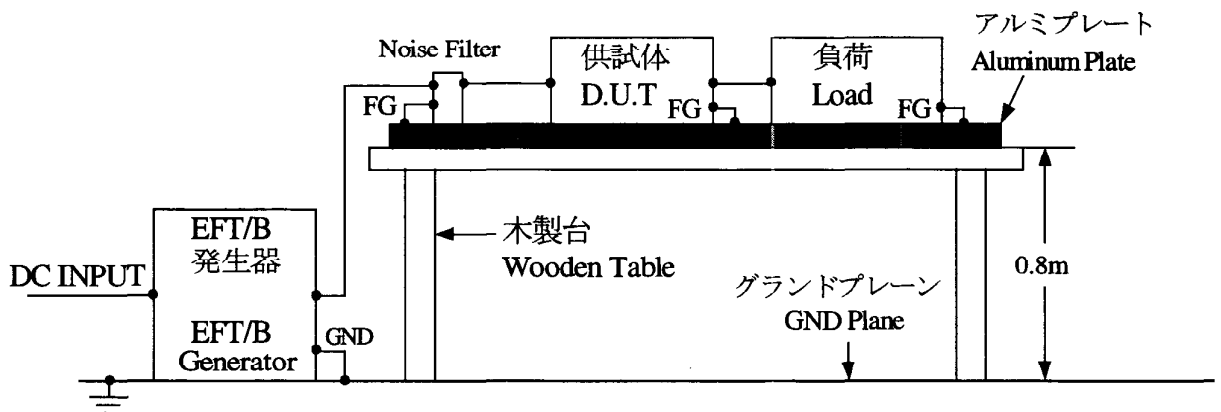 アルミプレート
Aluminum Plate
Noise Filter
供試体
D.U.T
負荷
Load
FG
FG
FG
EFT/B
発生器
EFT/B
Generator
DC INPUT
GND
木製台
Wooden Table
グランドプレーン
GND Plane
0.8m